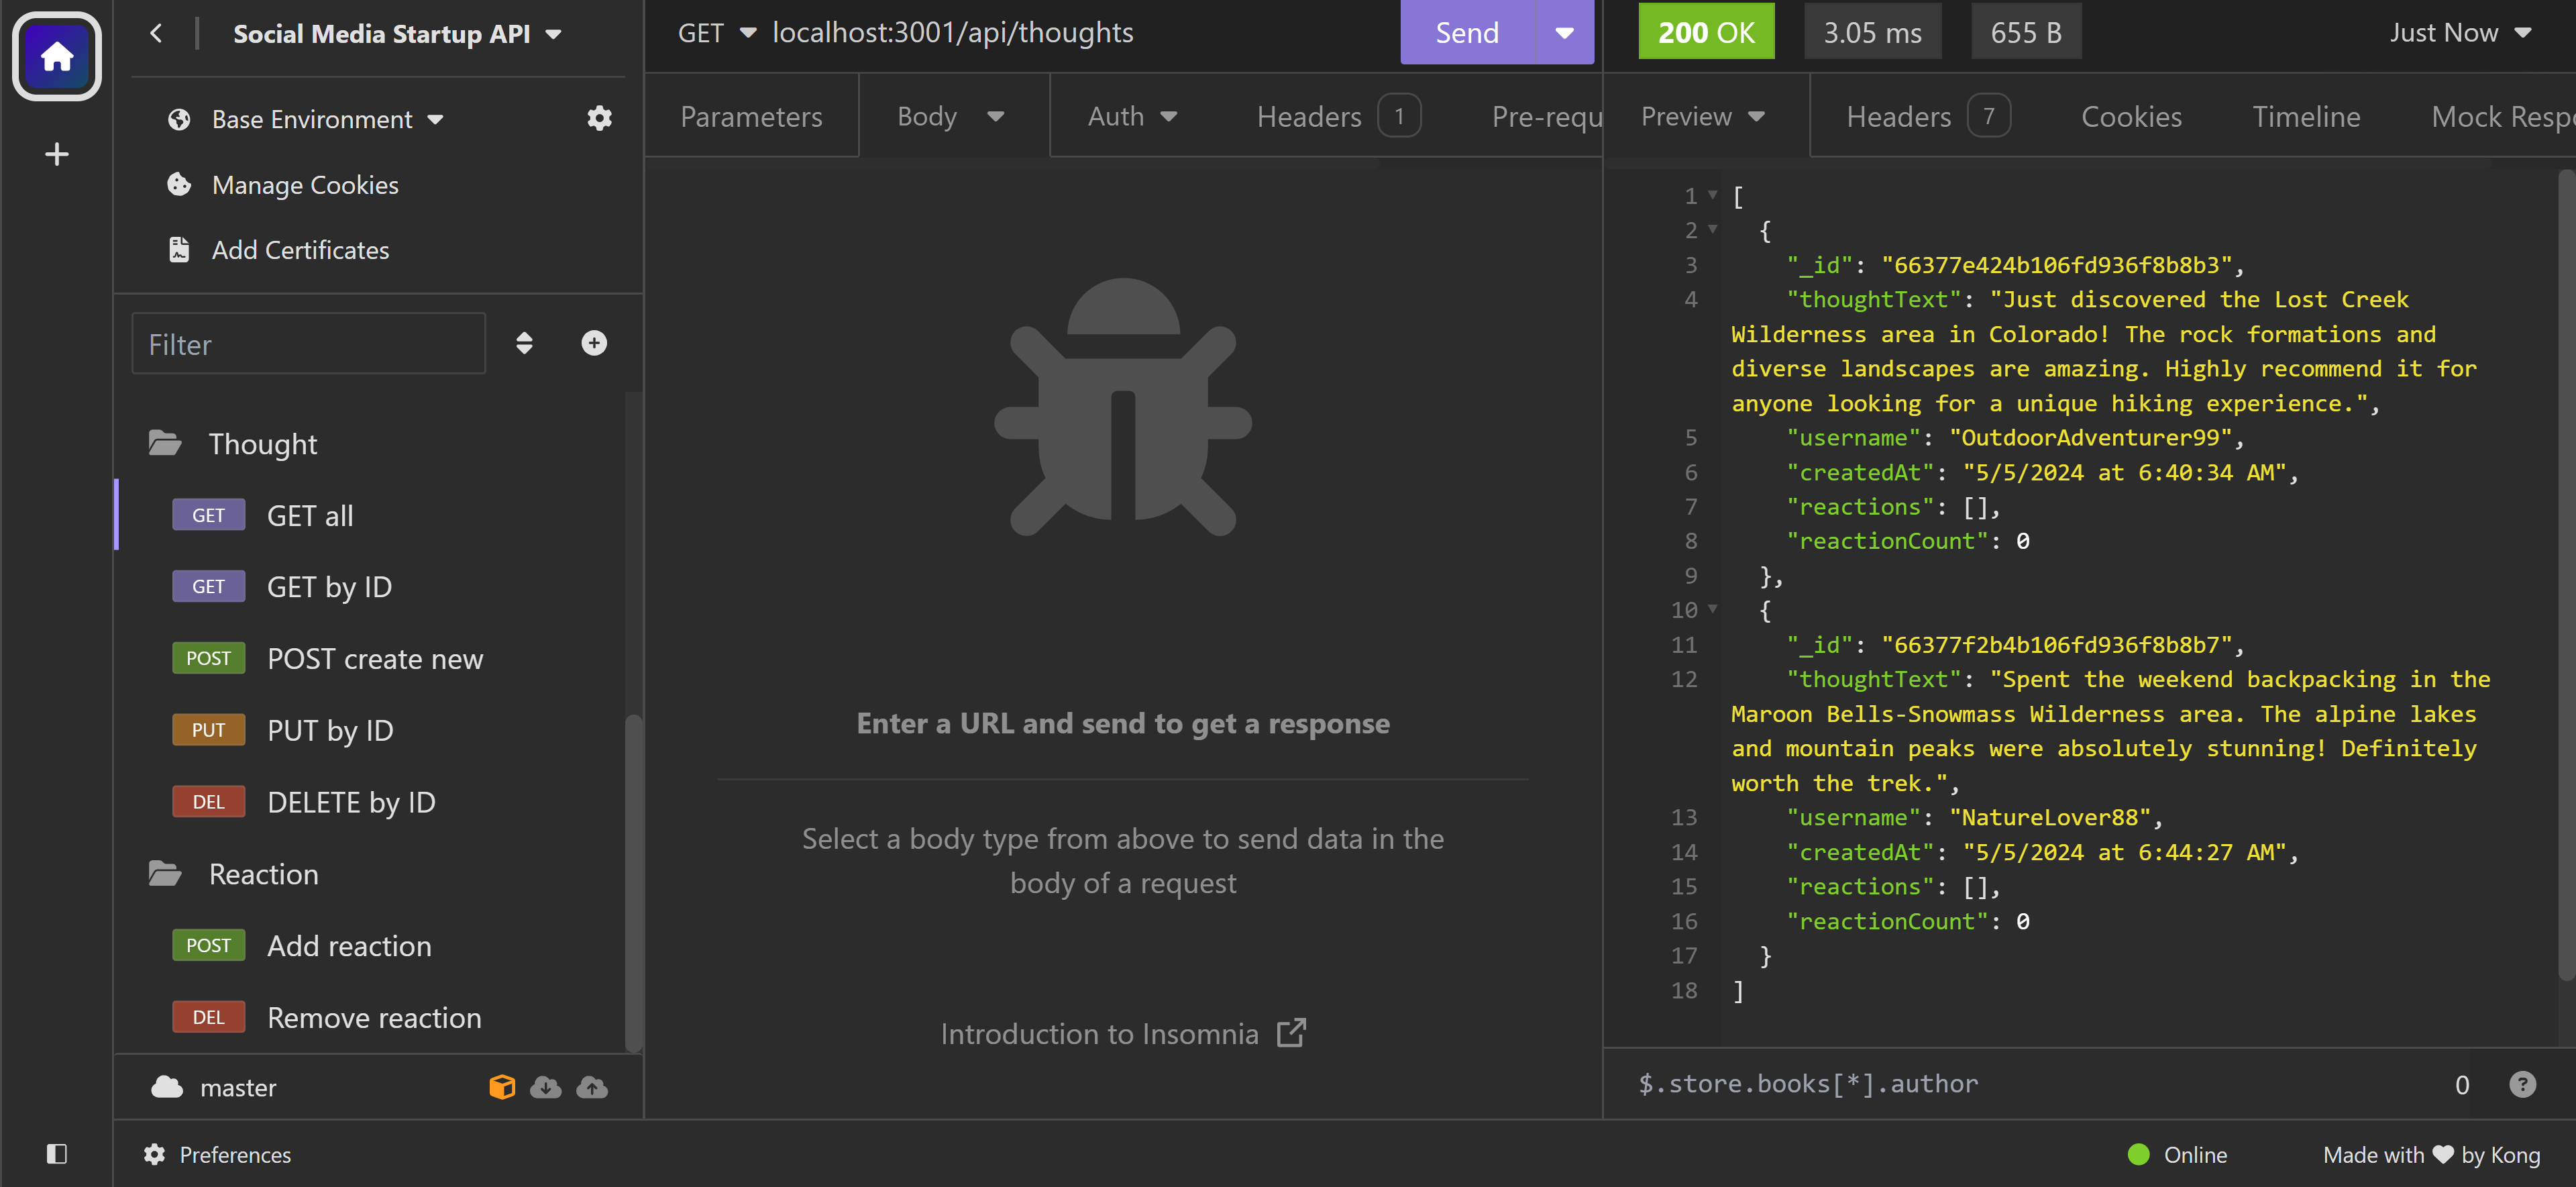 Social Media Startup API
Base Environment
Manage Cookies
Add Certificates
Filter
Thought
GET GET all
GET GET by ID
POST POST create new
PUT PUT by ID
DEL DELETE by ID
Reaction
POST Add reaction
DEL Remove reaction
master
Preferences
GET localhost:3001/api/thoughts
Send
Parameters Body Auth Headers 1 Pre-requ
Enter a URL and send to get a response
Select a body type from above to send data in the
body of a request
Introduction to Insomnia
200 OK 3.05 ms 655 B Just Now
Preview Headers 7 Cookies Timeline Mock Resp
1 [
2 {
3 "_id": "66377e424b106fd936f8b8b3",
4 "thoughtText": "Just discovered the Lost Creek
Wilderness area in Colorado! The rock formations and
diverse landscapes are amazing. Highly recommend it for
anyone looking for a unique hiking experience.",
5 "username": "OutdoorAdventurer99",
6 "createdAt": "5/5/2024 at 6:40:34 AM",
7 "reactions": [],
8 "reactionCount": 0
9 },
10 {
11 "_id": "66377f2b4b106fd936f8b8b7",
12 "thoughtText": "Spent the weekend backpacking in the
Maroon Bells-Snowmass Wilderness area. The alpine lakes
and mountain peaks were absolutely stunning! Definitely
worth the trek.",
13 "username": "NatureLover88",
14 "createdAt": "5/5/2024 at 6:44:27 AM",
15 "reactions": [],
16 "reactionCount": 0
17 }
18 ]
$.store.books[*].author 0 ?
Online Made with ♥ by Kong